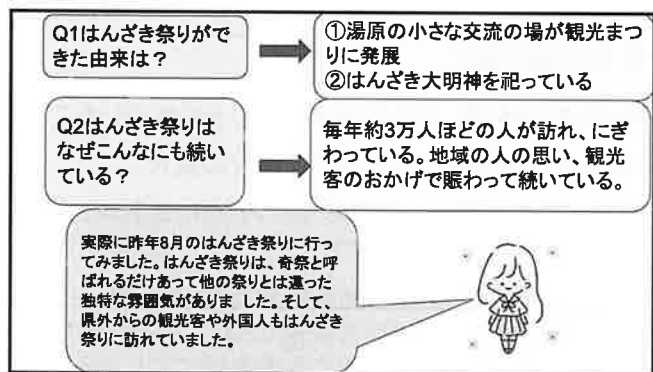 Q1はんざき祭りがで
きた由来は？
①湯原の小さな交流の場が観光まつ
りに発展
②はんざき大明神を祀っている
Q2はんざき祭りは
なぜこんなにも続い
ている？
毎年約3万人ほどの人が訪れ、にぎ
わっている。地域の人の思い、観光
客のおかげで賑わって続いている。
実際に昨年8月のはんざき祭りに行っ
てみました。はんざき祭りは、奇祭と呼
ばれるだけあって他の祭りとは違った
独特な雰囲気がありま した。そして、
県外からの観光客や外国人もはんざき
祭りに訪れていました。